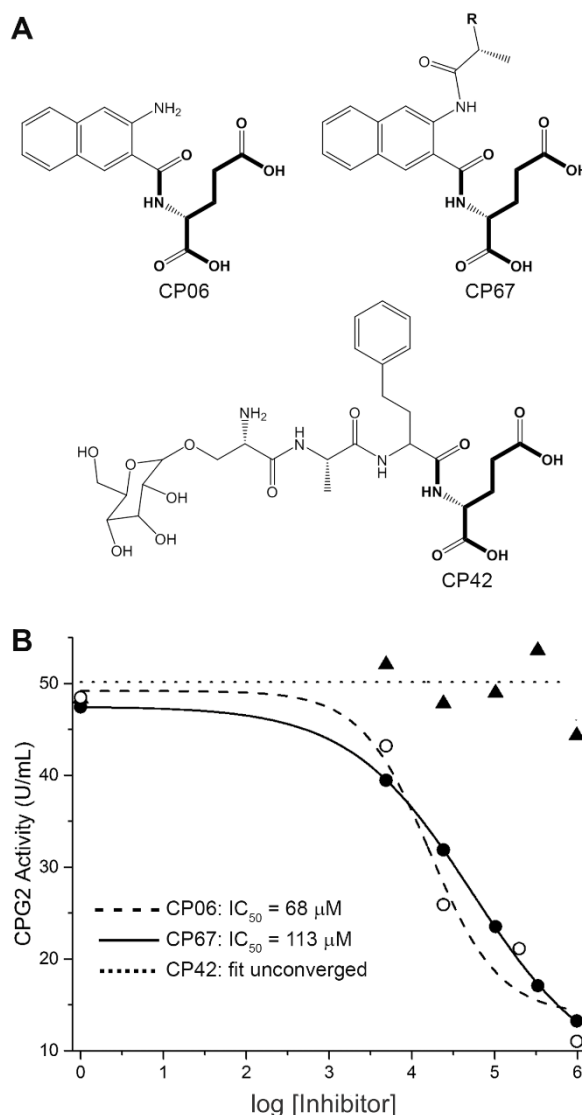 A
R
O
NH₂
O
HN
O
OH
O
OH
CP06
O
NH
O
HN
O
OH
O
OH
CP67
NH₂
H
N
O
O
O
O
HO
O
OH
HO
OH
OH
O
N
H
HN
O
OH
O
OH
CP42
B
CPG2 Activity (U/mL)
50
40
30
20
10
CP06: IC₅₀ = 68 μM
CP67: IC₅₀ = 113 μM
CP42: fit unconverged
0 1 2 3 4 5 6
log [Inhibitor]